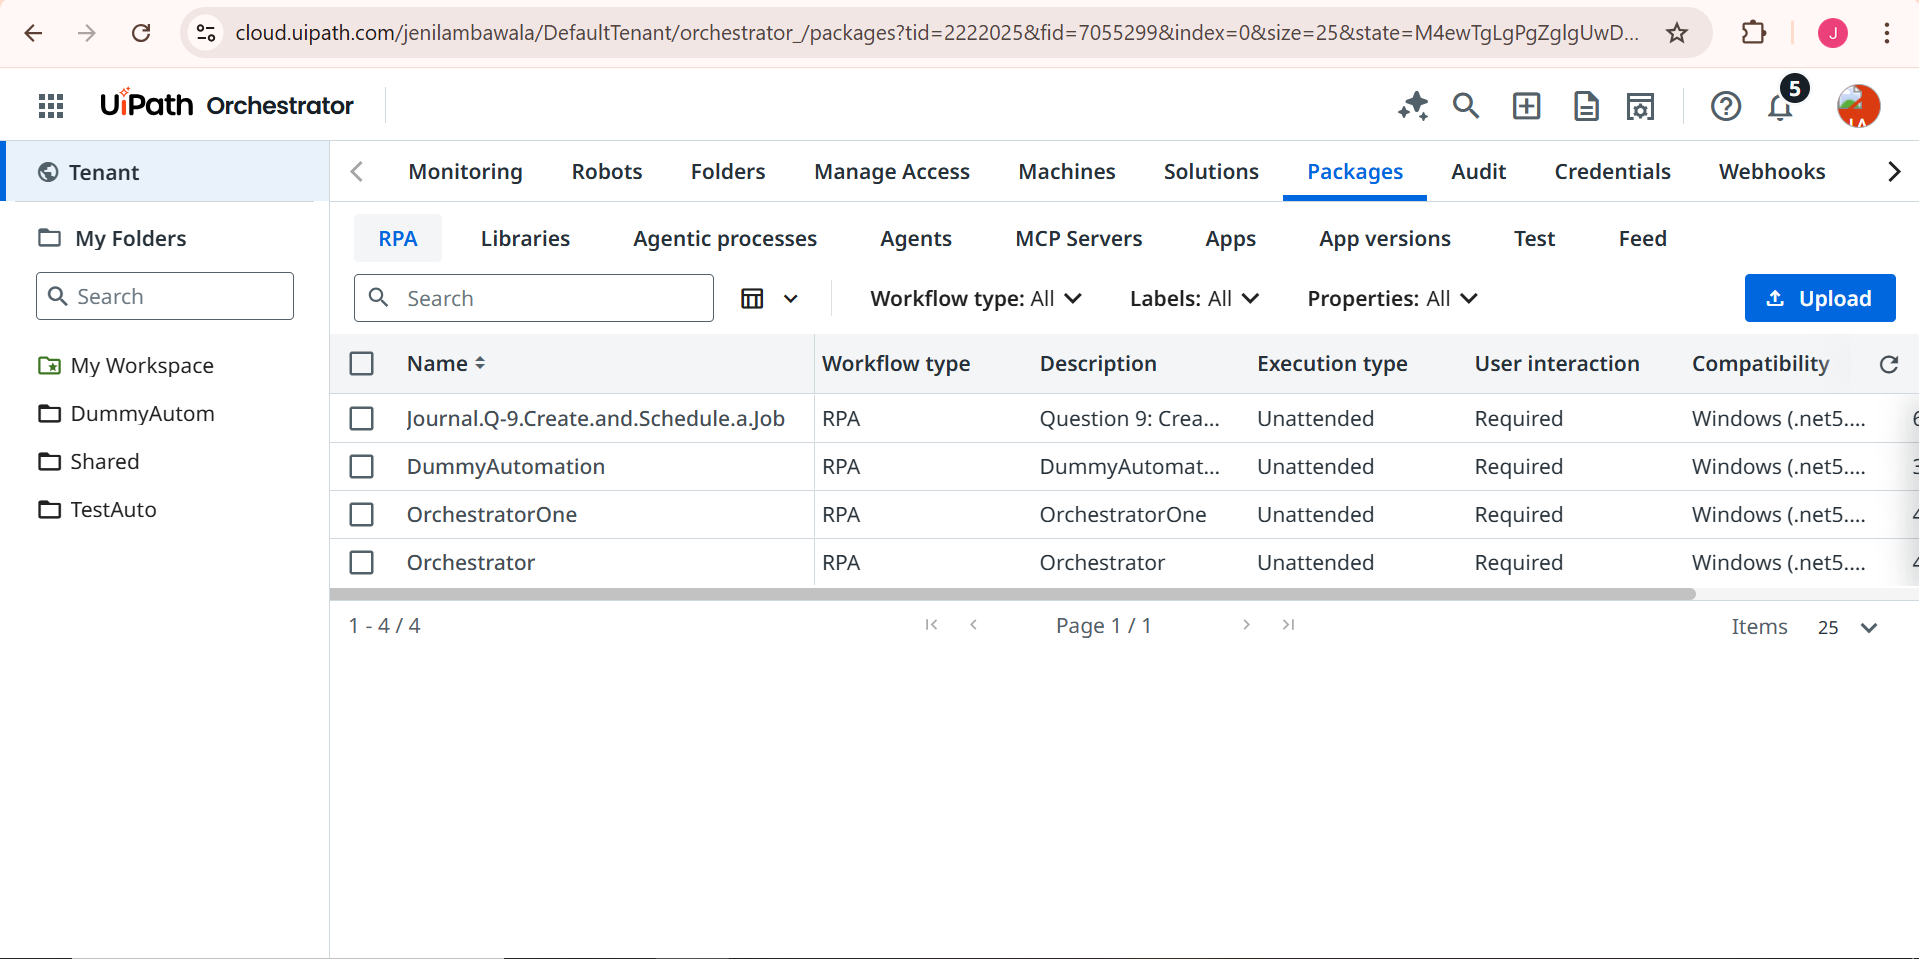 cloud.uipath.com/jenilambawala/DefaultTenant/orchestrator_/packages?tid=2222025&fid=7055299&index=0&size=25&state=M4ewTgLgPgZglgUwD...
J
UiPath Orchestrator
5
Tenant
Monitoring Robots Folders Manage Access Machines Solutions Packages Audit Credentials Webhooks
My Folders
RPA Libraries Agentic processes Agents MCP Servers Apps App versions Test Feed
Search
Search Workflow type: All Labels: All Properties: All Upload
Name Workflow type Description Execution type User interaction Compatibility
My Workspace
DummyAutom
Shared
TestAuto
Journal.Q-9.Create.and.Schedule.a.Job RPA Question 9: Crea... Unattended Required Windows (.net5....
DummyAutomation RPA DummyAutomat... Unattended Required Windows (.net5....
OrchestratorOne RPA OrchestratorOne Unattended Required Windows (.net5....
Orchestrator RPA Orchestrator Unattended Required Windows (.net5....
1 - 4 / 4 Page 1 / 1 Items 25